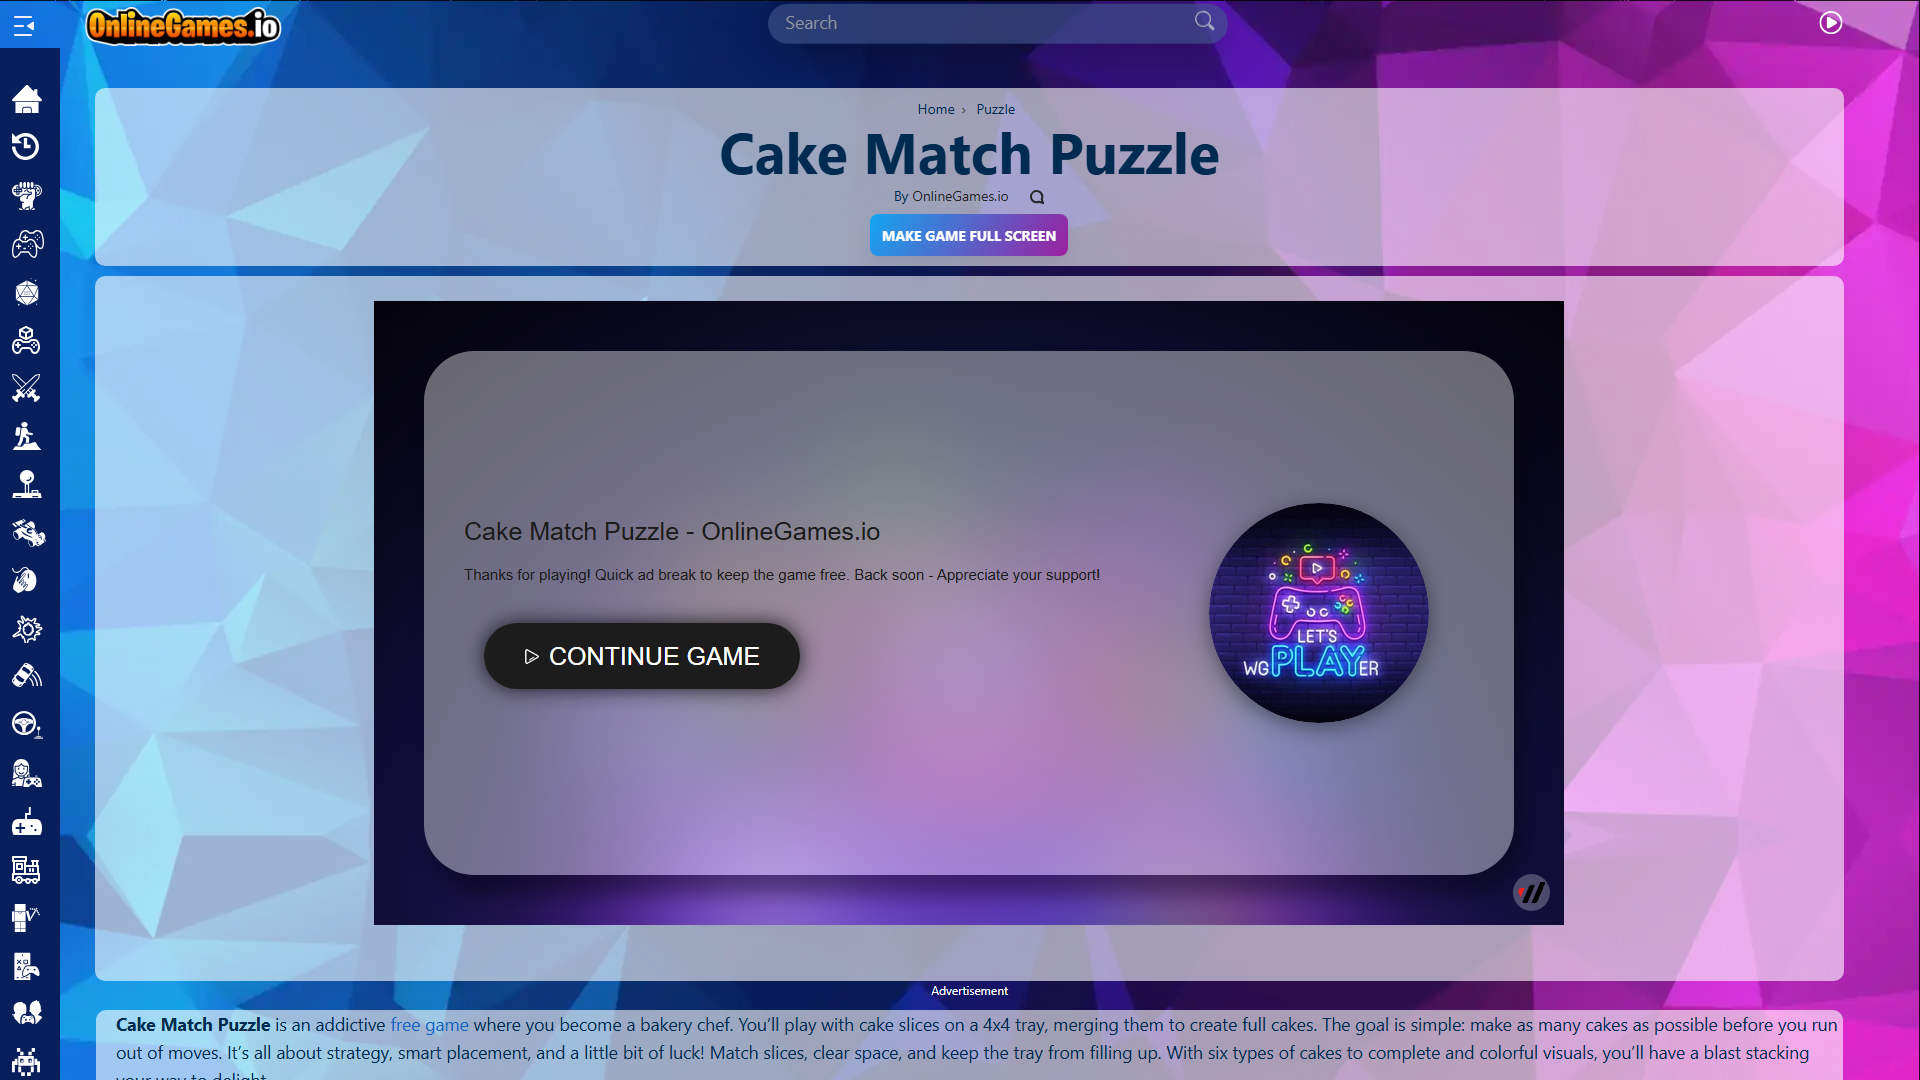 OnlineGames.io
Search
Home › Puzzle
Cake Match Puzzle
By OnlineGames.io
MAKE GAME FULL SCREEN
Cake Match Puzzle - OnlineGames.io
Thanks for playing! Quick ad break to keep the game free. Back soon - Appreciate your support!
CONTINUE GAME
LET'S
WGPLAYER
Advertisement
Cake Match Puzzle is an addictive free game where you become a bakery chef. You’ll play with cake slices on a 4x4 tray, merging them to create full cakes. The goal is simple: make as many cakes as possible before you run
out of moves. It’s all about strategy, smart placement, and a little bit of luck! Match slices, clear space, and keep the tray from filling up. With six types of cakes to complete and colorful visuals, you’ll have a blast stacking
your way to delight.